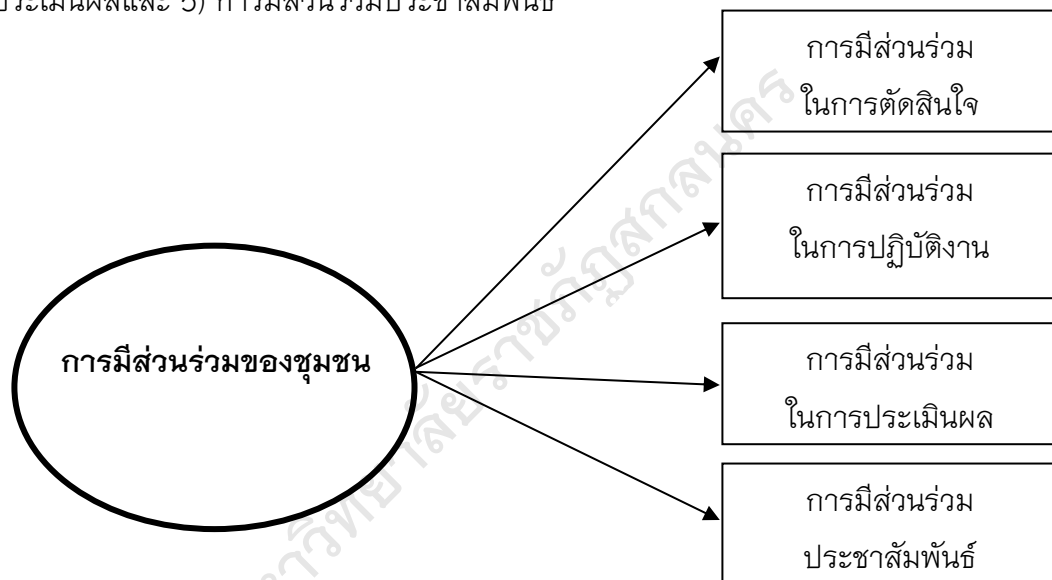 ประเมินผลและ 5) การมีส่วนร่วมประชาสัมพันธ์
การมีส่วนร่วม
ในการตัดสินใจ
การมีส่วนร่วม
ในการปฏิบัติงาน
การมีส่วนร่วมของชุมชน
การมีส่วนร่วม
ในการประเมินผล
การมีส่วนร่วม
ประชาสัมพันธ์